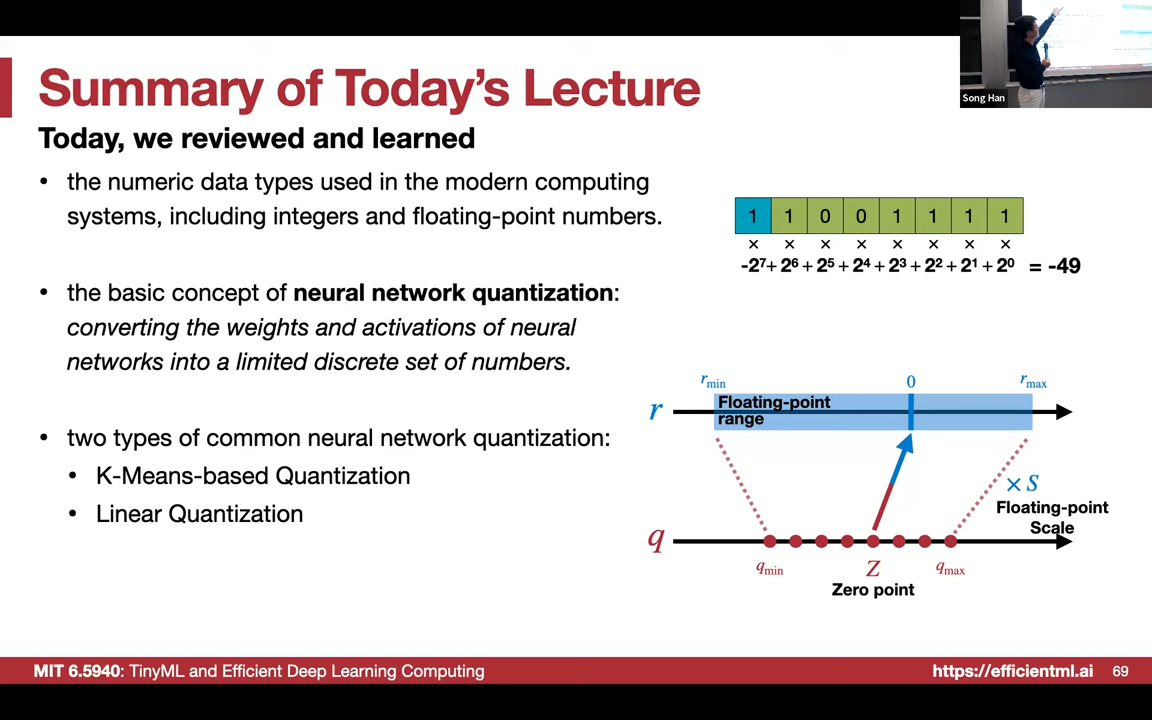 Song Han
Summary of Today's Lecture
Today, we reviewed and learned
• the numeric data types used in the modern computing
systems, including integers and floating-point numbers.
• the basic concept of neural network quantization:
converting the weights and activations of neural
networks into a limited discrete set of numbers.
• two types of common neural network quantization:
• K-Means-based Quantization
• Linear Quantization
1 1 0 0 1 1 1 1
× × × × × × × ×
-2⁷+ 2⁶ + 2⁵ + 2⁴ + 2³ + 2² + 2¹ + 2⁰ = -49
rmin 0 rmax
r Floating-point
range
× S
Floating-point
Scale
q
qmin Z qmax
Zero point
MIT 6.5940: TinyML and Efficient Deep Learning Computing https://efficientml.ai 69